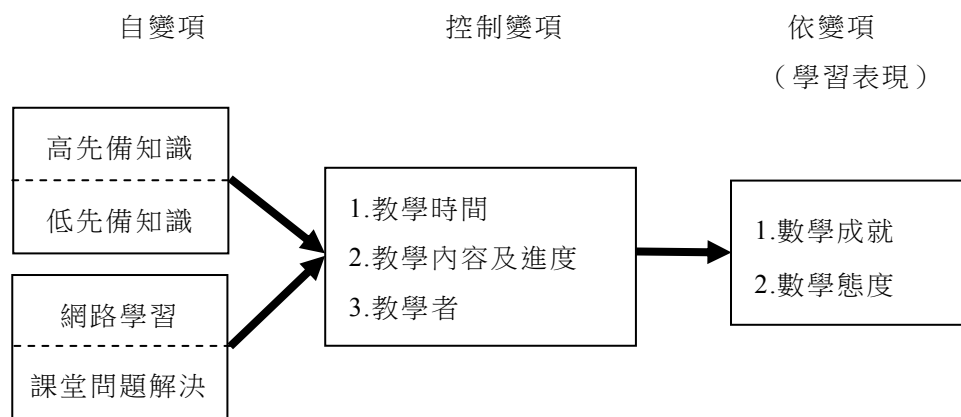 自變項
控制變項
依變項
（學習表現）
高先備知識
低先備知識
網路學習
課堂問題解決
1.教學時間
2.教學內容及進度
3.教學者
1.數學成就
2.數學態度